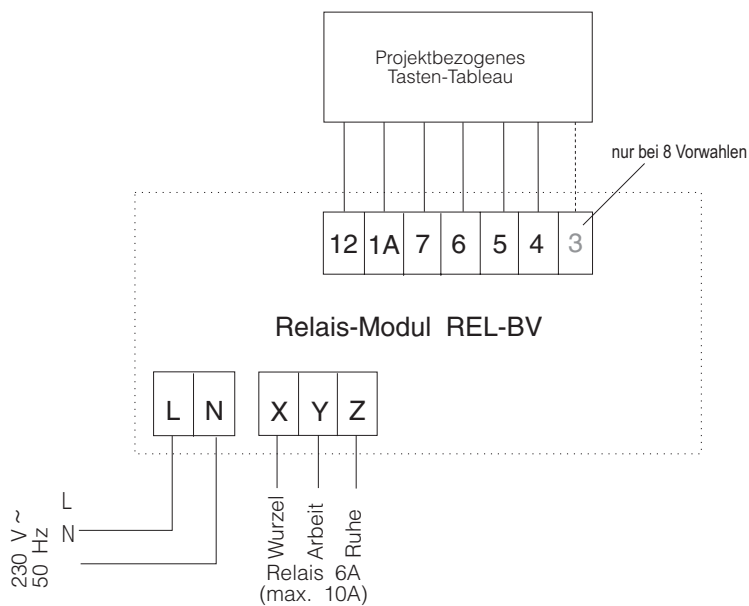 Projektbezogenes
Tasten-Tableau
nur bei 8 Vorwahlen
12 1A 7 6 5 4 3
Relais-Modul REL-BV
L N X Y Z
L
N
230 V ~
50 Hz
Wurzel
Arbeit
Ruhe
Relais 6A
(max. 10A)